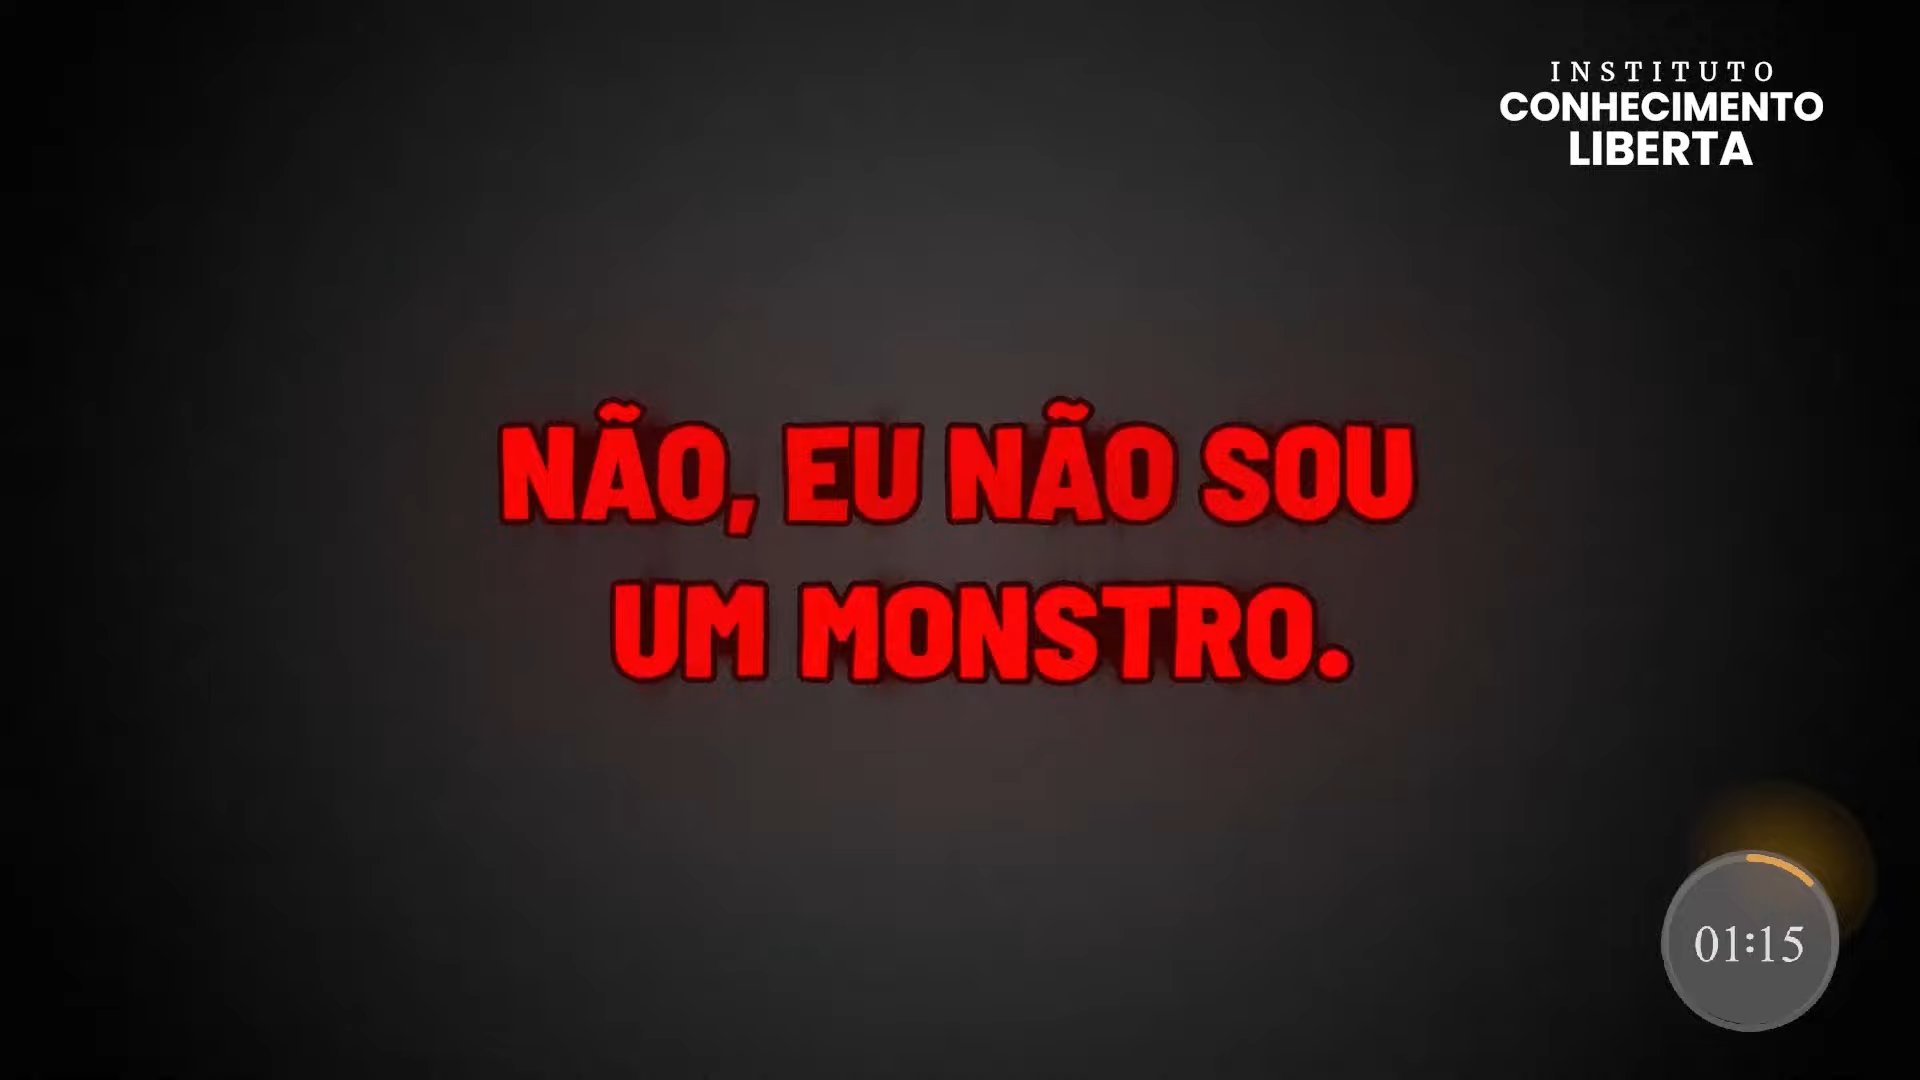 INSTITUTO
CONHECIMENTO
LIBERTA
NÃO, EU NÃO SOU
UM MONSTRO.
01:15